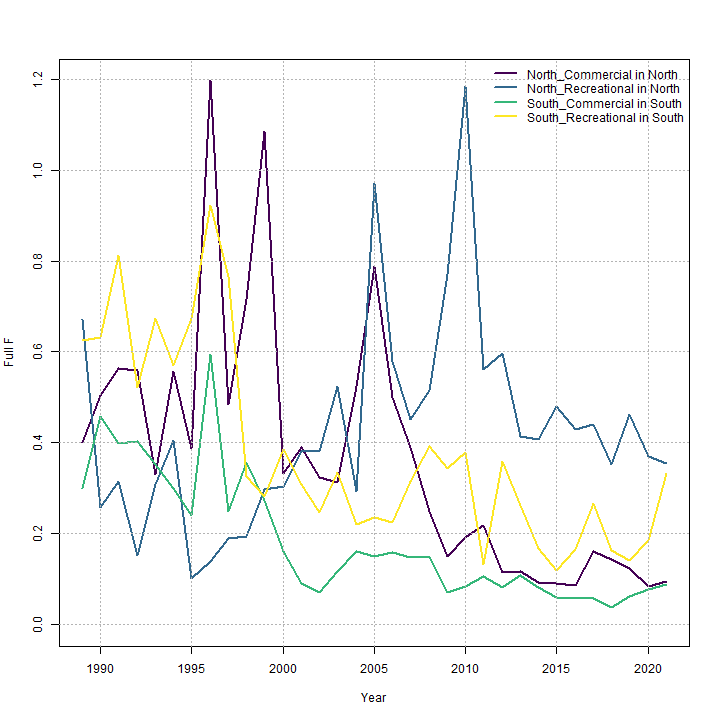 North_Commercial in North
North_Recreational in North
South_Commercial in South
South_Recreational in South
1.2
1.0
0.8
0.6
0.4
0.2
0.0
Full F
1990 1995 2000 2005 2010 2015 2020
Year